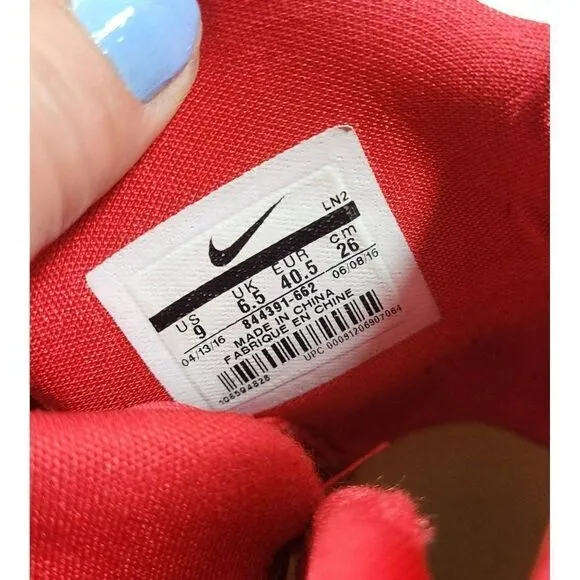 LN2
US UK EUR cm
9 6.5 40.5 26
844391-662
04/13/16 06/08/16
MADE IN CHINA
FABRIQUE EN CHINE
106594828
UPC 00091206907064